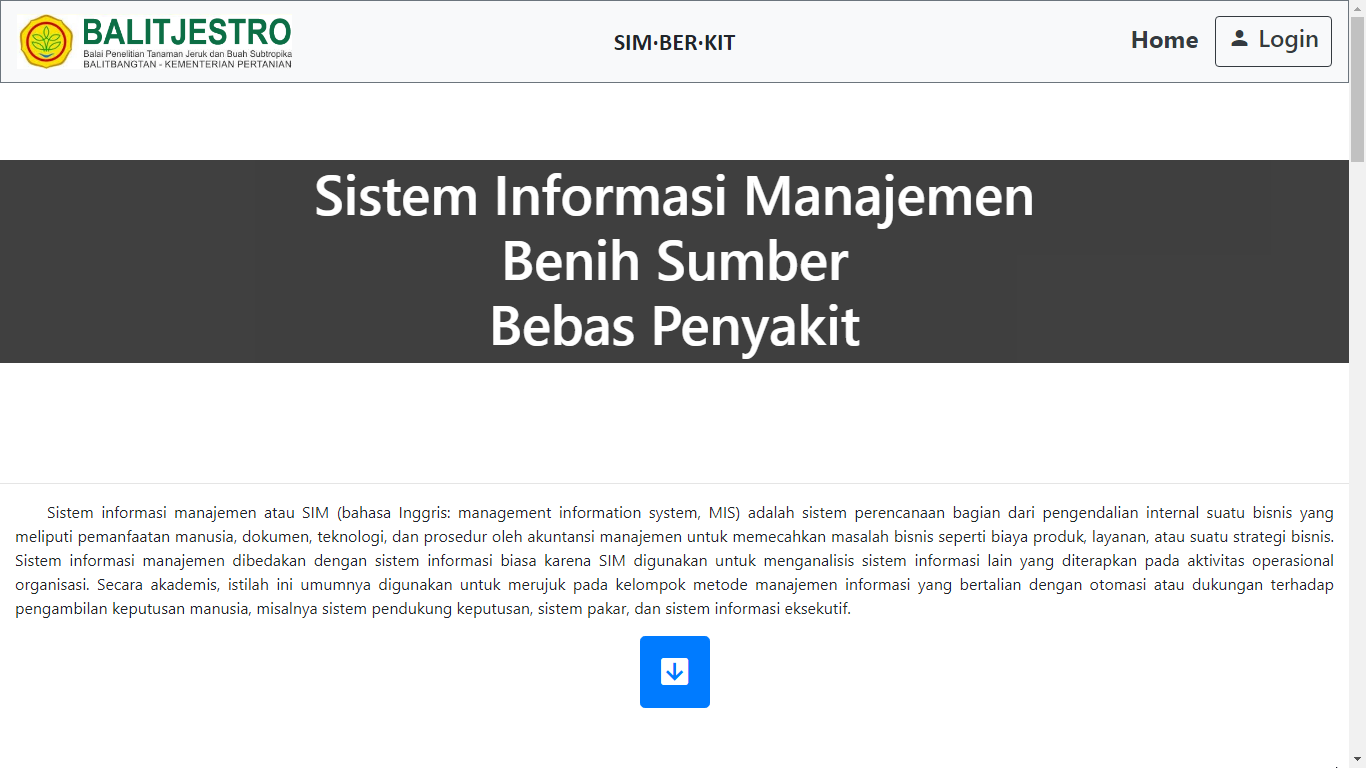 BALITJESTRO
Balai Penelitian Tanaman Jeruk dan Buah Subtropika
BALITBANGTAN - KEMENTERIAN PERTANIAN
SIM·BER·KIT
Home
Login
Sistem Informasi Manajemen
Benih Sumber
Bebas Penyakit
Sistem informasi manajemen atau SIM (bahasa Inggris: management information system, MIS) adalah sistem perencanaan bagian dari pengendalian internal suatu bisnis yang
meliputi pemanfaatan manusia, dokumen, teknologi, dan prosedur oleh akuntansi manajemen untuk memecahkan masalah bisnis seperti biaya produk, layanan, atau suatu strategi bisnis.
Sistem informasi manajemen dibedakan dengan sistem informasi biasa karena SIM digunakan untuk menganalisis sistem informasi lain yang diterapkan pada aktivitas operasional
organisasi. Secara akademis, istilah ini umumnya digunakan untuk merujuk pada kelompok metode manajemen informasi yang bertalian dengan otomasi atau dukungan terhadap
pengambilan keputusan manusia, misalnya sistem pendukung keputusan, sistem pakar, dan sistem informasi eksekutif.